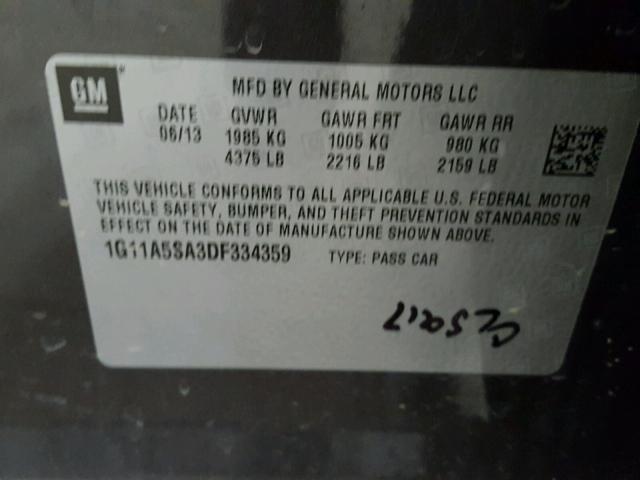 GM
MFD BY GENERAL MOTORS LLC
DATE GVWR GAWR FRT GAWR RR
06/13 1985 KG 1005 KG 980 KG
4375 LB 2216 LB 2159 LB
THIS VEHICLE CONFORMS TO ALL APPLICABLE U.S. FEDERAL MOTOR
VEHICLE SAFETY, BUMPER, AND THEFT PREVENTION STANDARDS IN
EFFECT ON THE DATE OF MANUFACTURE SHOWN ABOVE.
1G11A5SA3DF334359 TYPE: PASS CAR